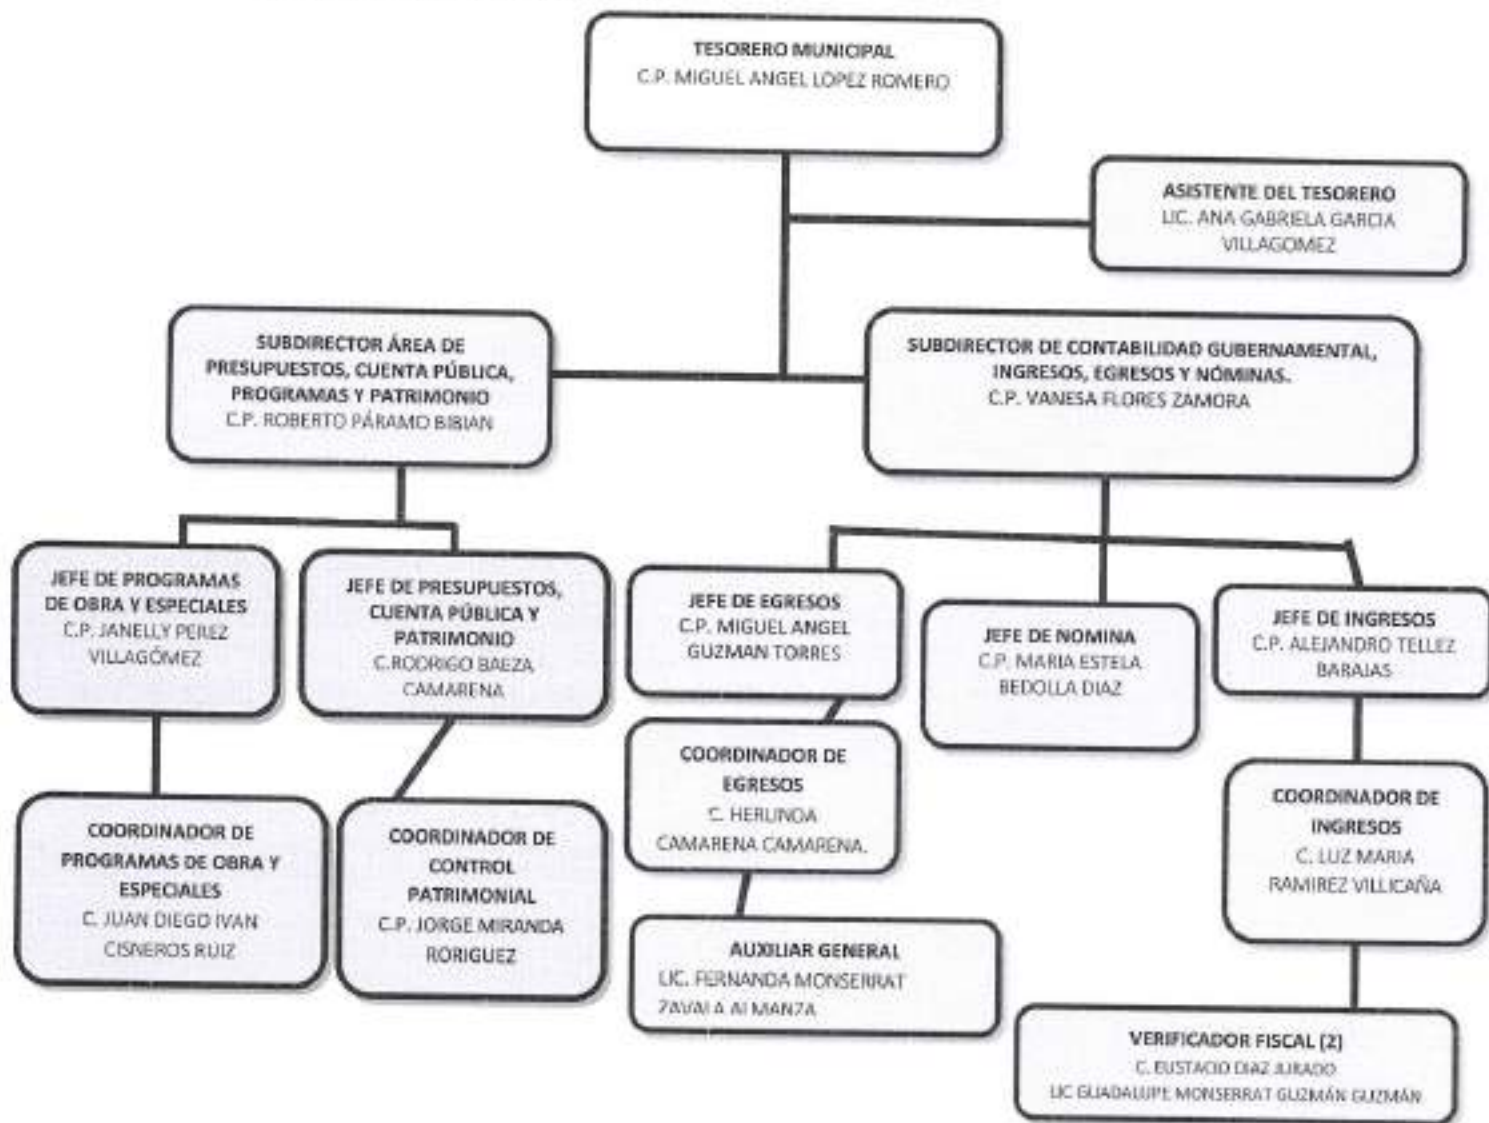 TESORERO MUNICIPAL
C.P. MIGUEL ANGEL LOPEZ ROMERO
ASISTENTE DEL TESORERO
LIC. ANA GABRIELA GARCIA
VILLAGOMEZ
SUBDIRECTOR ÁREA DE
PRESUPUESTOS, CUENTA PÚBLICA,
PROGRAMAS Y PATRIMONIO
C.P. ROBERTO PÁRAMO BIBIAN
SUBDIRECTOR DE CONTABILIDAD GUBERNAMENTAL,
INGRESOS, EGRESOS Y NÓMINAS.
C.P. VANESA FLORES ZAMORA
JEFE DE PROGRAMAS
DE OBRA Y ESPECIALES
C.P. JANELLY PEREZ
VILLAGÓMEZ
JEFE DE PRESUPUESTOS,
CUENTA PÚBLICA Y
PATRIMONIO
C.RODRIGO BAEZA
CAMARENA
JEFE DE EGRESOS
C.P. MIGUEL ANGEL
GUZMAN TORRES
JEFE DE NOMINA
C.P. MARIA ESTELA
BEDOLLA DIAZ
JEFE DE INGRESOS
C.P. ALEJANDRO TELLEZ
BARAJAS
COORDINADOR DE
PROGRAMAS DE OBRA Y
ESPECIALES
C. JUAN DIEGO IVAN
CISNEROS RUIZ
COORDINADOR DE
CONTROL
PATRIMONIAL
C.P. JORGE MIRANDA
RORIGUEZ
COORDINADOR DE
EGRESOS
C. HERLINDA
CAMARENA CAMARENA.
COORDINADOR DE
INGRESOS
C. LUZ MARIA
RAMIREZ VILLICAÑA
AUXILIAR GENERAL
LIC. FERNANDA MONSERRAT
ZAVALA ALMANZA
VERIFICADOR FISCAL (2)
C. EUSTACIO DIAZ JURADO
LIC GUADALUPE MONSERRAT GUZMÁN GUZMÁN